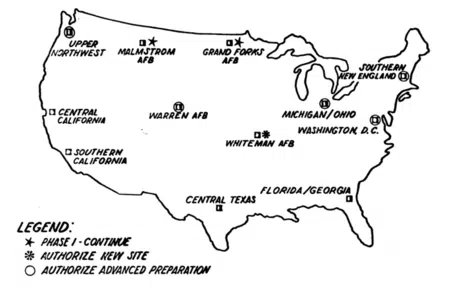 UPPER
NORTHWEST
MALMSTROM
AFB
GRAND FORKS
AFB
SOUTHERN
NEW ENGLAND
CENTRAL
CALIFORNIA
WARREN AFB
MICHIGAN/OHIO
WASHINGTON, D.C.
WHITEMAN AFB
SOUTHERN
CALIFORNIA
CENTRAL TEXAS
FLORIDA/GEORGIA
LEGEND:
PHASE I - CONTINUE
AUTHORIZE NEW SITE
AUTHORIZE ADVANCED PREPARATION